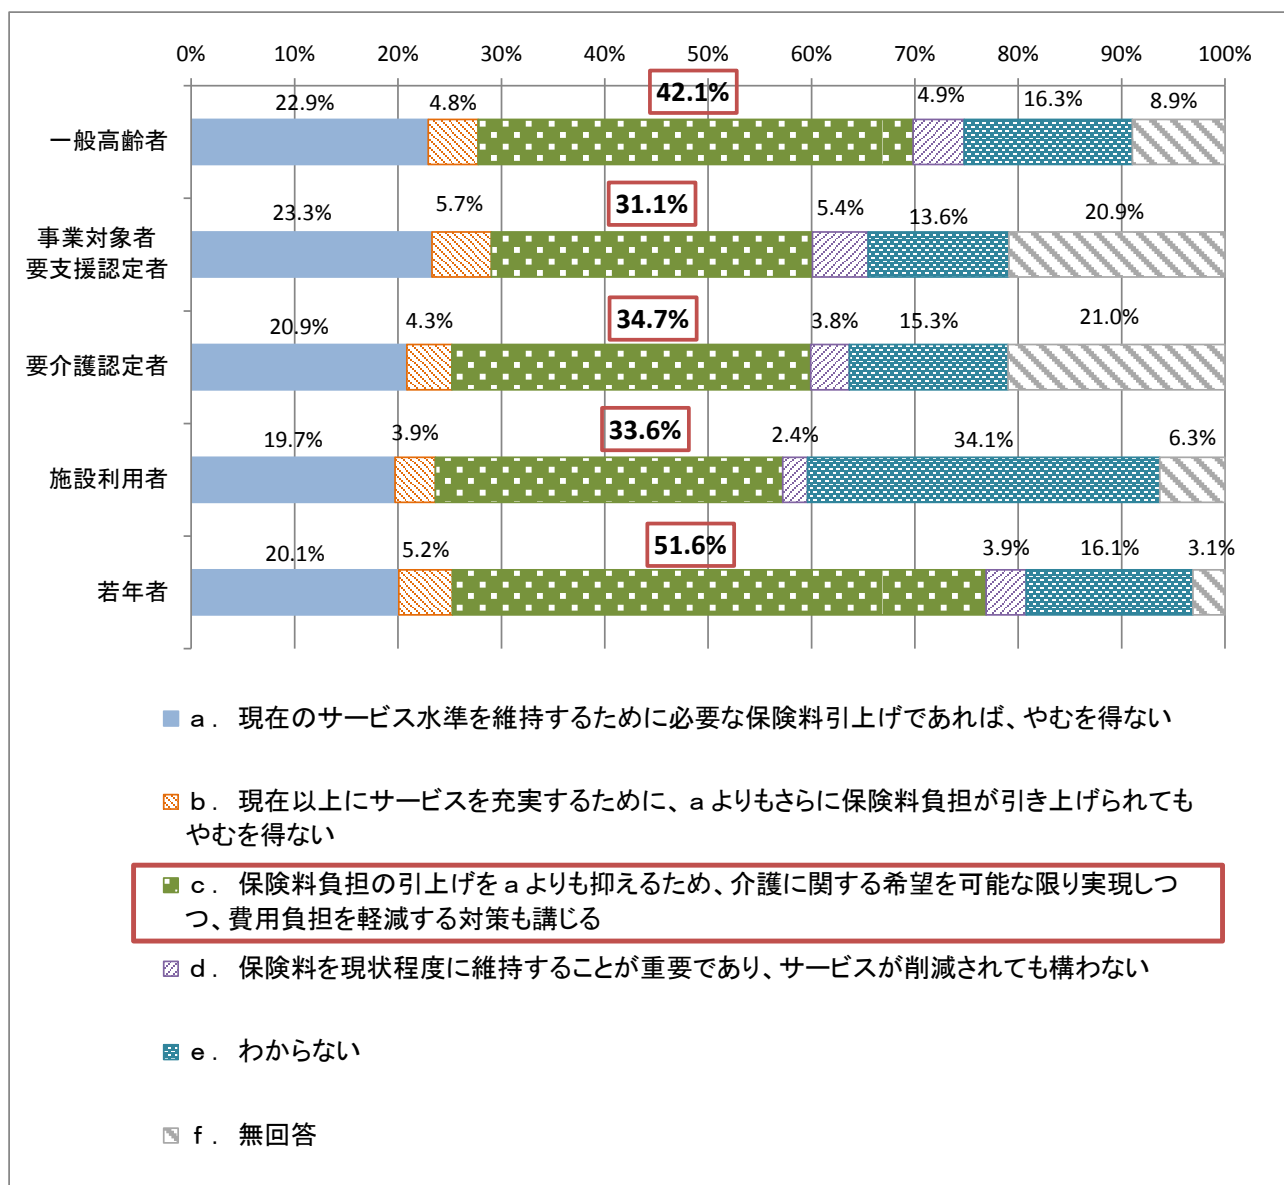 0% 10% 20% 30% 40% 50% 60% 70% 80% 90% 100%
22.9% 4.8% 42.1% 4.9% 16.3% 8.9%
一般高齢者
23.3% 5.7% 31.1% 5.4% 13.6% 20.9%
事業対象者
要支援認定者
20.9% 4.3% 34.7% 3.8% 15.3% 21.0%
要介護認定者
19.7% 3.9% 33.6% 2.4% 34.1% 6.3%
施設利用者
20.1% 5.2% 51.6% 3.9% 16.1% 3.1%
若年者
ａ． 現在のサービス水準を維持するために必要な保険料引上げであれば、やむを得ない
ｂ． 現在以上にサービスを充実するために、ａよりもさらに保険料負担が引き上げられても
やむを得ない
ｃ． 保険料負担の引上げをａよりも抑えるため、介護に関する希望を可能な限り実現しつ
つ、費用負担を軽減する対策も講じる
ｄ． 保険料を現状程度に維持することが重要であり、サービスが削減されても構わない
ｅ． わからない
ｆ． 無回答